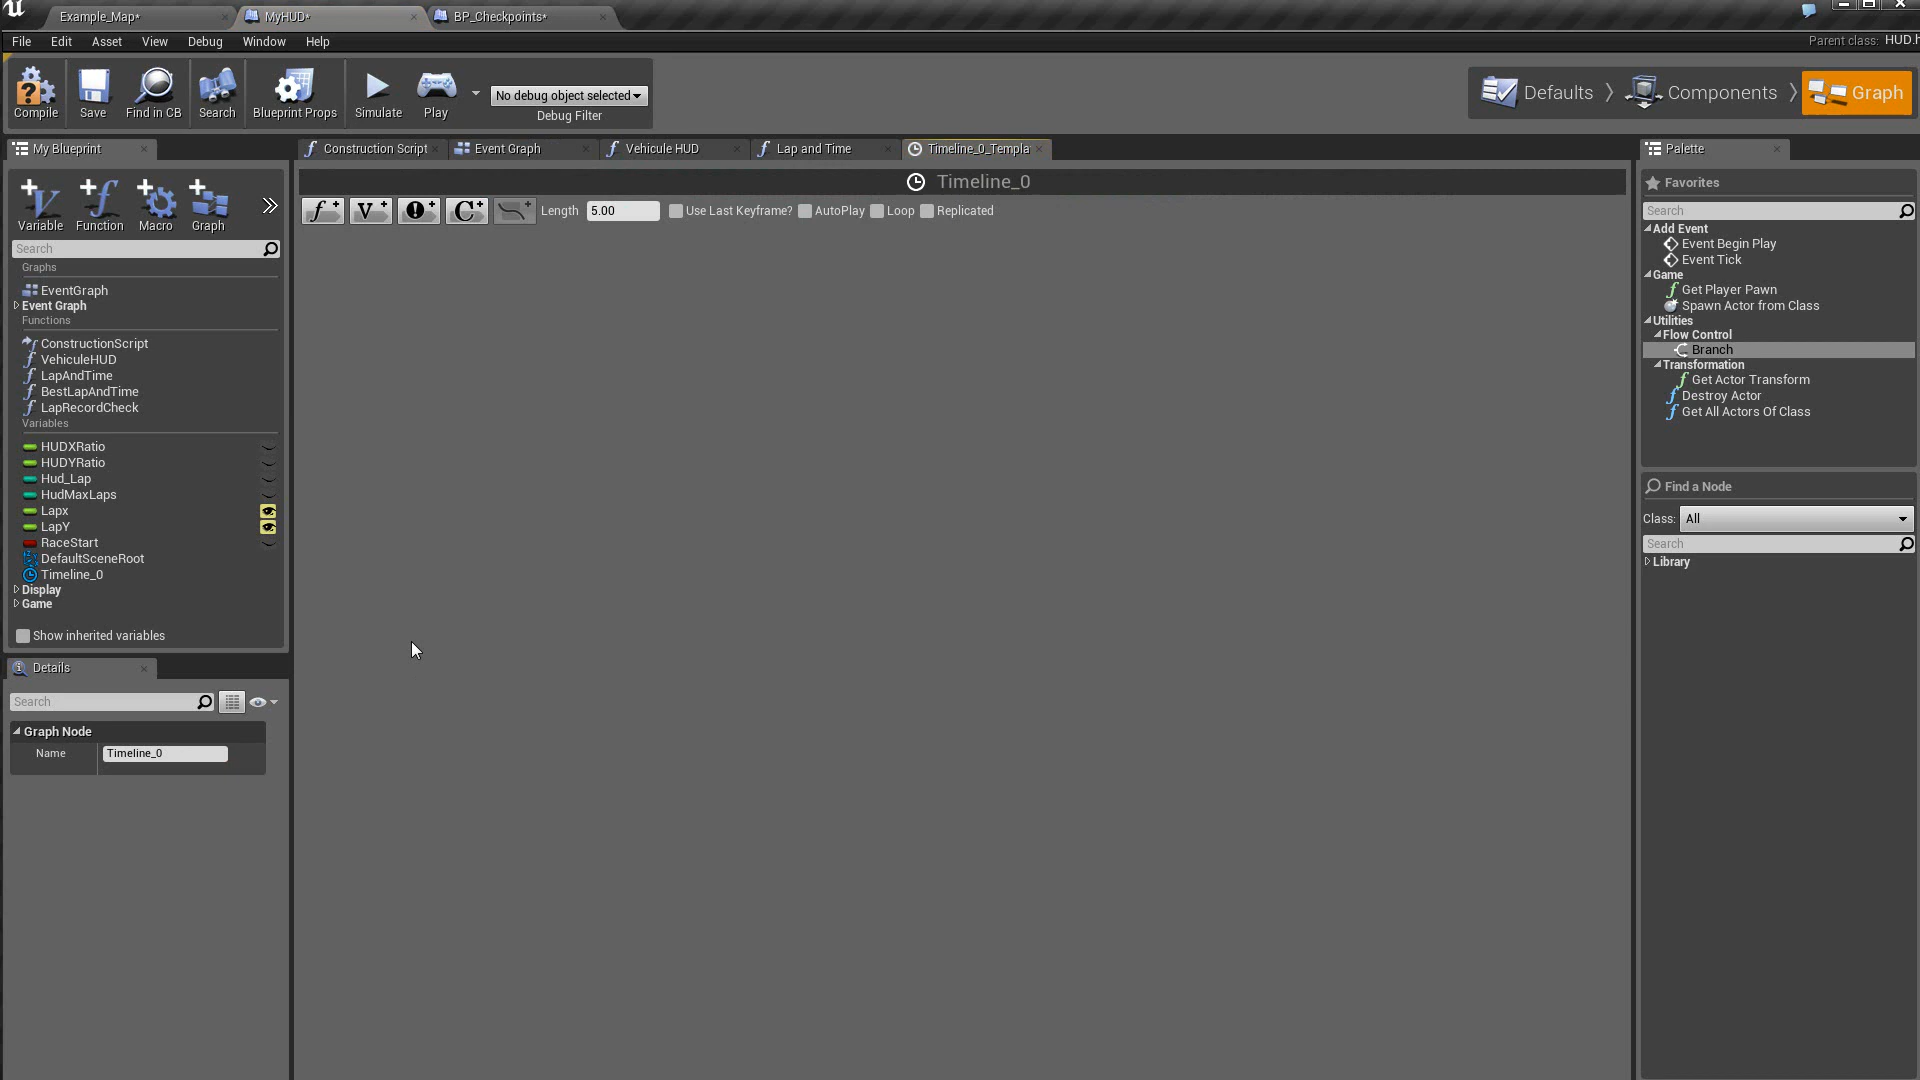 Example_Map*
MyHUD*
BP_Checkpoints*
File Edit Asset View Debug Window Help
Parent class: HUD.h
Compile Save Find in CB Search Blueprint Props Simulate Play
No debug object selected
Debug Filter
Defaults Components Graph
My Blueprint
Construction Script
Event Graph
Vehicule HUD
Lap and Time
Timeline_0_Templa
Palette
Timeline_0
Length 5.00 Use Last Keyframe? AutoPlay Loop Replicated
Variable Function Macro Graph
Search
Graphs
EventGraph
Event Graph
Functions
ConstructionScript
VehiculeHUD
LapAndTime
BestLapAndTime
LapRecordCheck
Variables
HUDXRatio
HUDYRatio
Hud_Lap
HudMaxLaps
Lapx
LapY
RaceStart
DefaultSceneRoot
Timeline_0
Display
Game
Show inherited variables
Details
Search
Graph Node
Name Timeline_0
Favorites
Search
Add Event
Event Begin Play
Event Tick
Game
Get Player Pawn
Spawn Actor from Class
Utilities
Flow Control
Branch
Transformation
Get Actor Transform
Destroy Actor
Get All Actors Of Class
Find a Node
Class: All
Search
Library